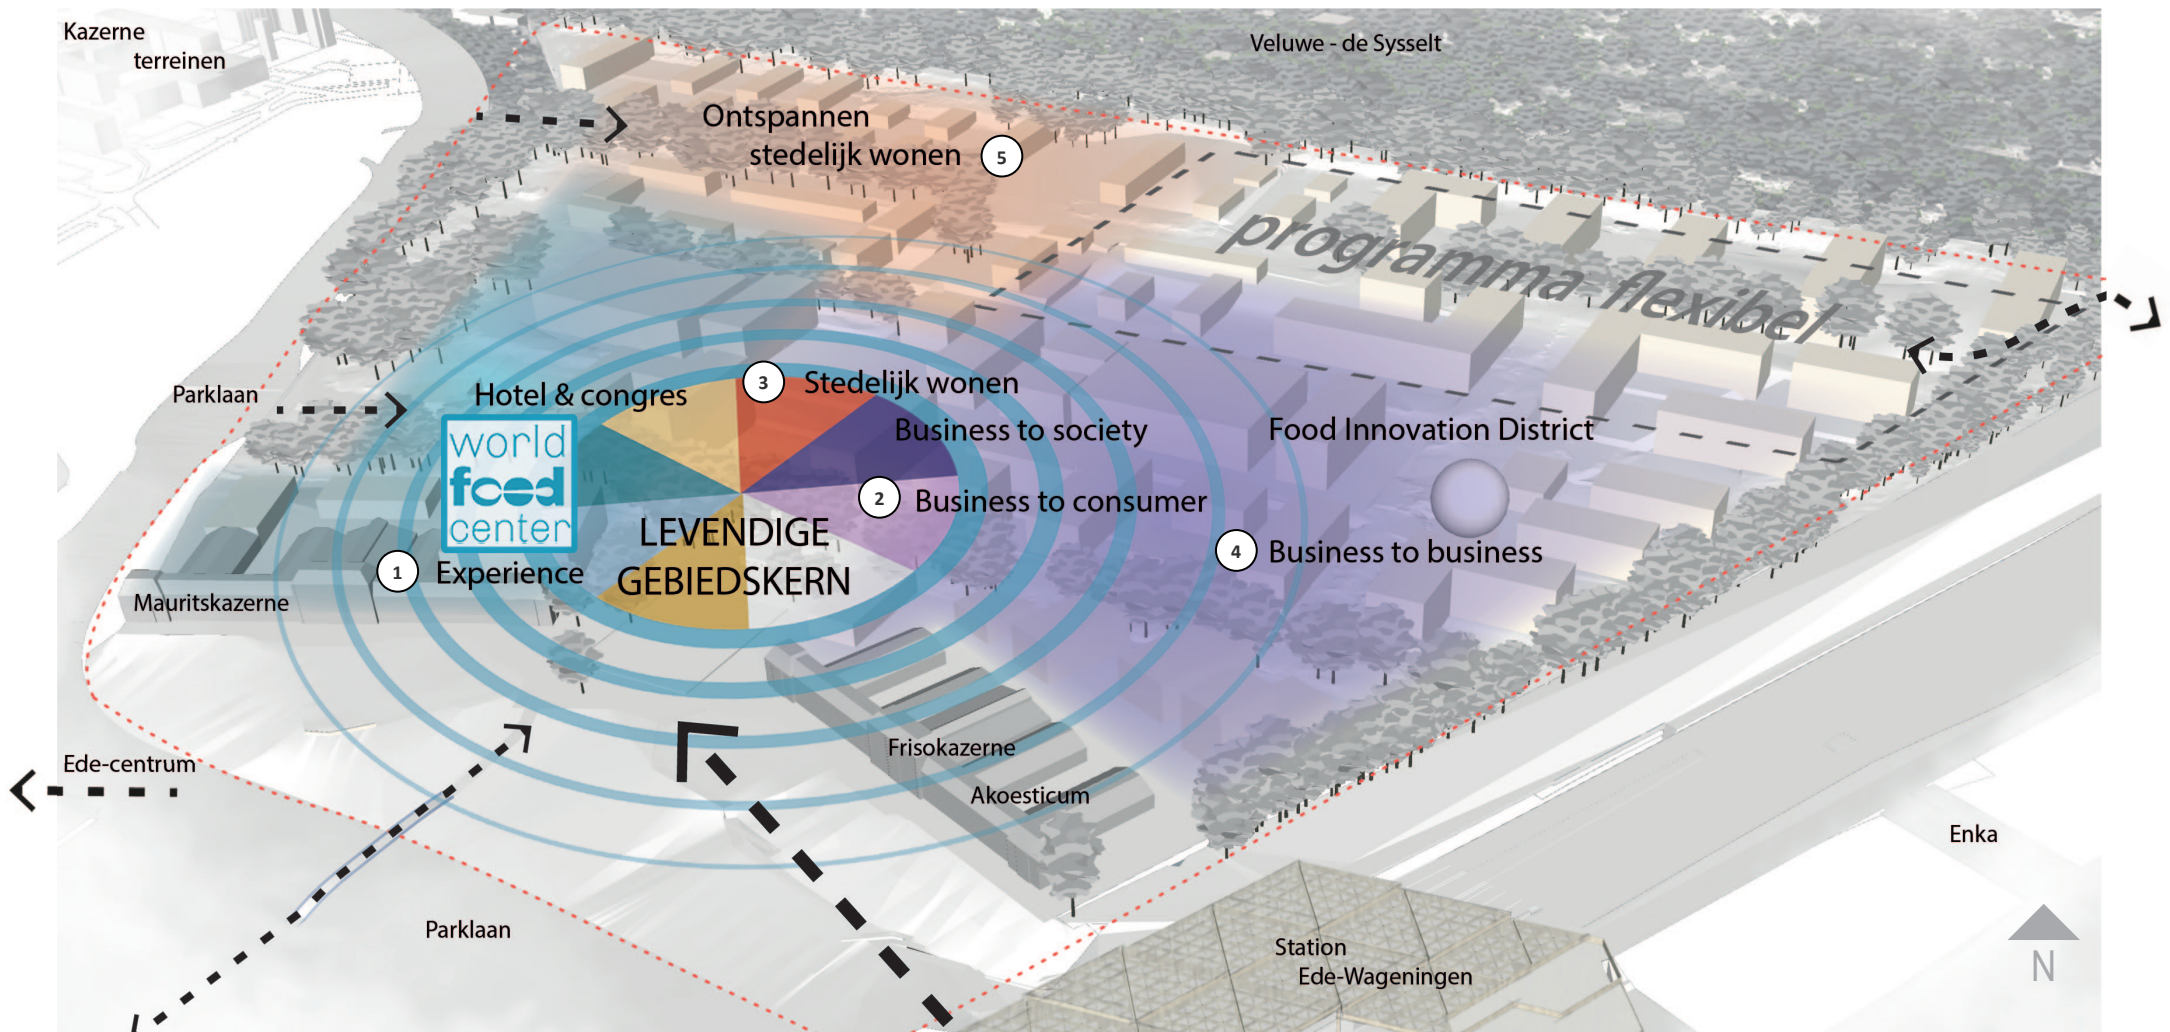 Kazerne
terreinen
Veluwe - de Sysselt
Ontspannen
stedelijk wonen
5
programma flexibel
Parklaan
Hotel & congres
3
Stedelijk wonen
Business to society
world
food
center
2
Business to consumer
Food Innovation District
LEVENDIGE
GEBIEDSKERN
4
Business to business
1
Experience
Mauritskazerne
Ede-centrum
Frisokazerne
Akoesticum
Enka
Parklaan
Station
Ede-Wageningen
N